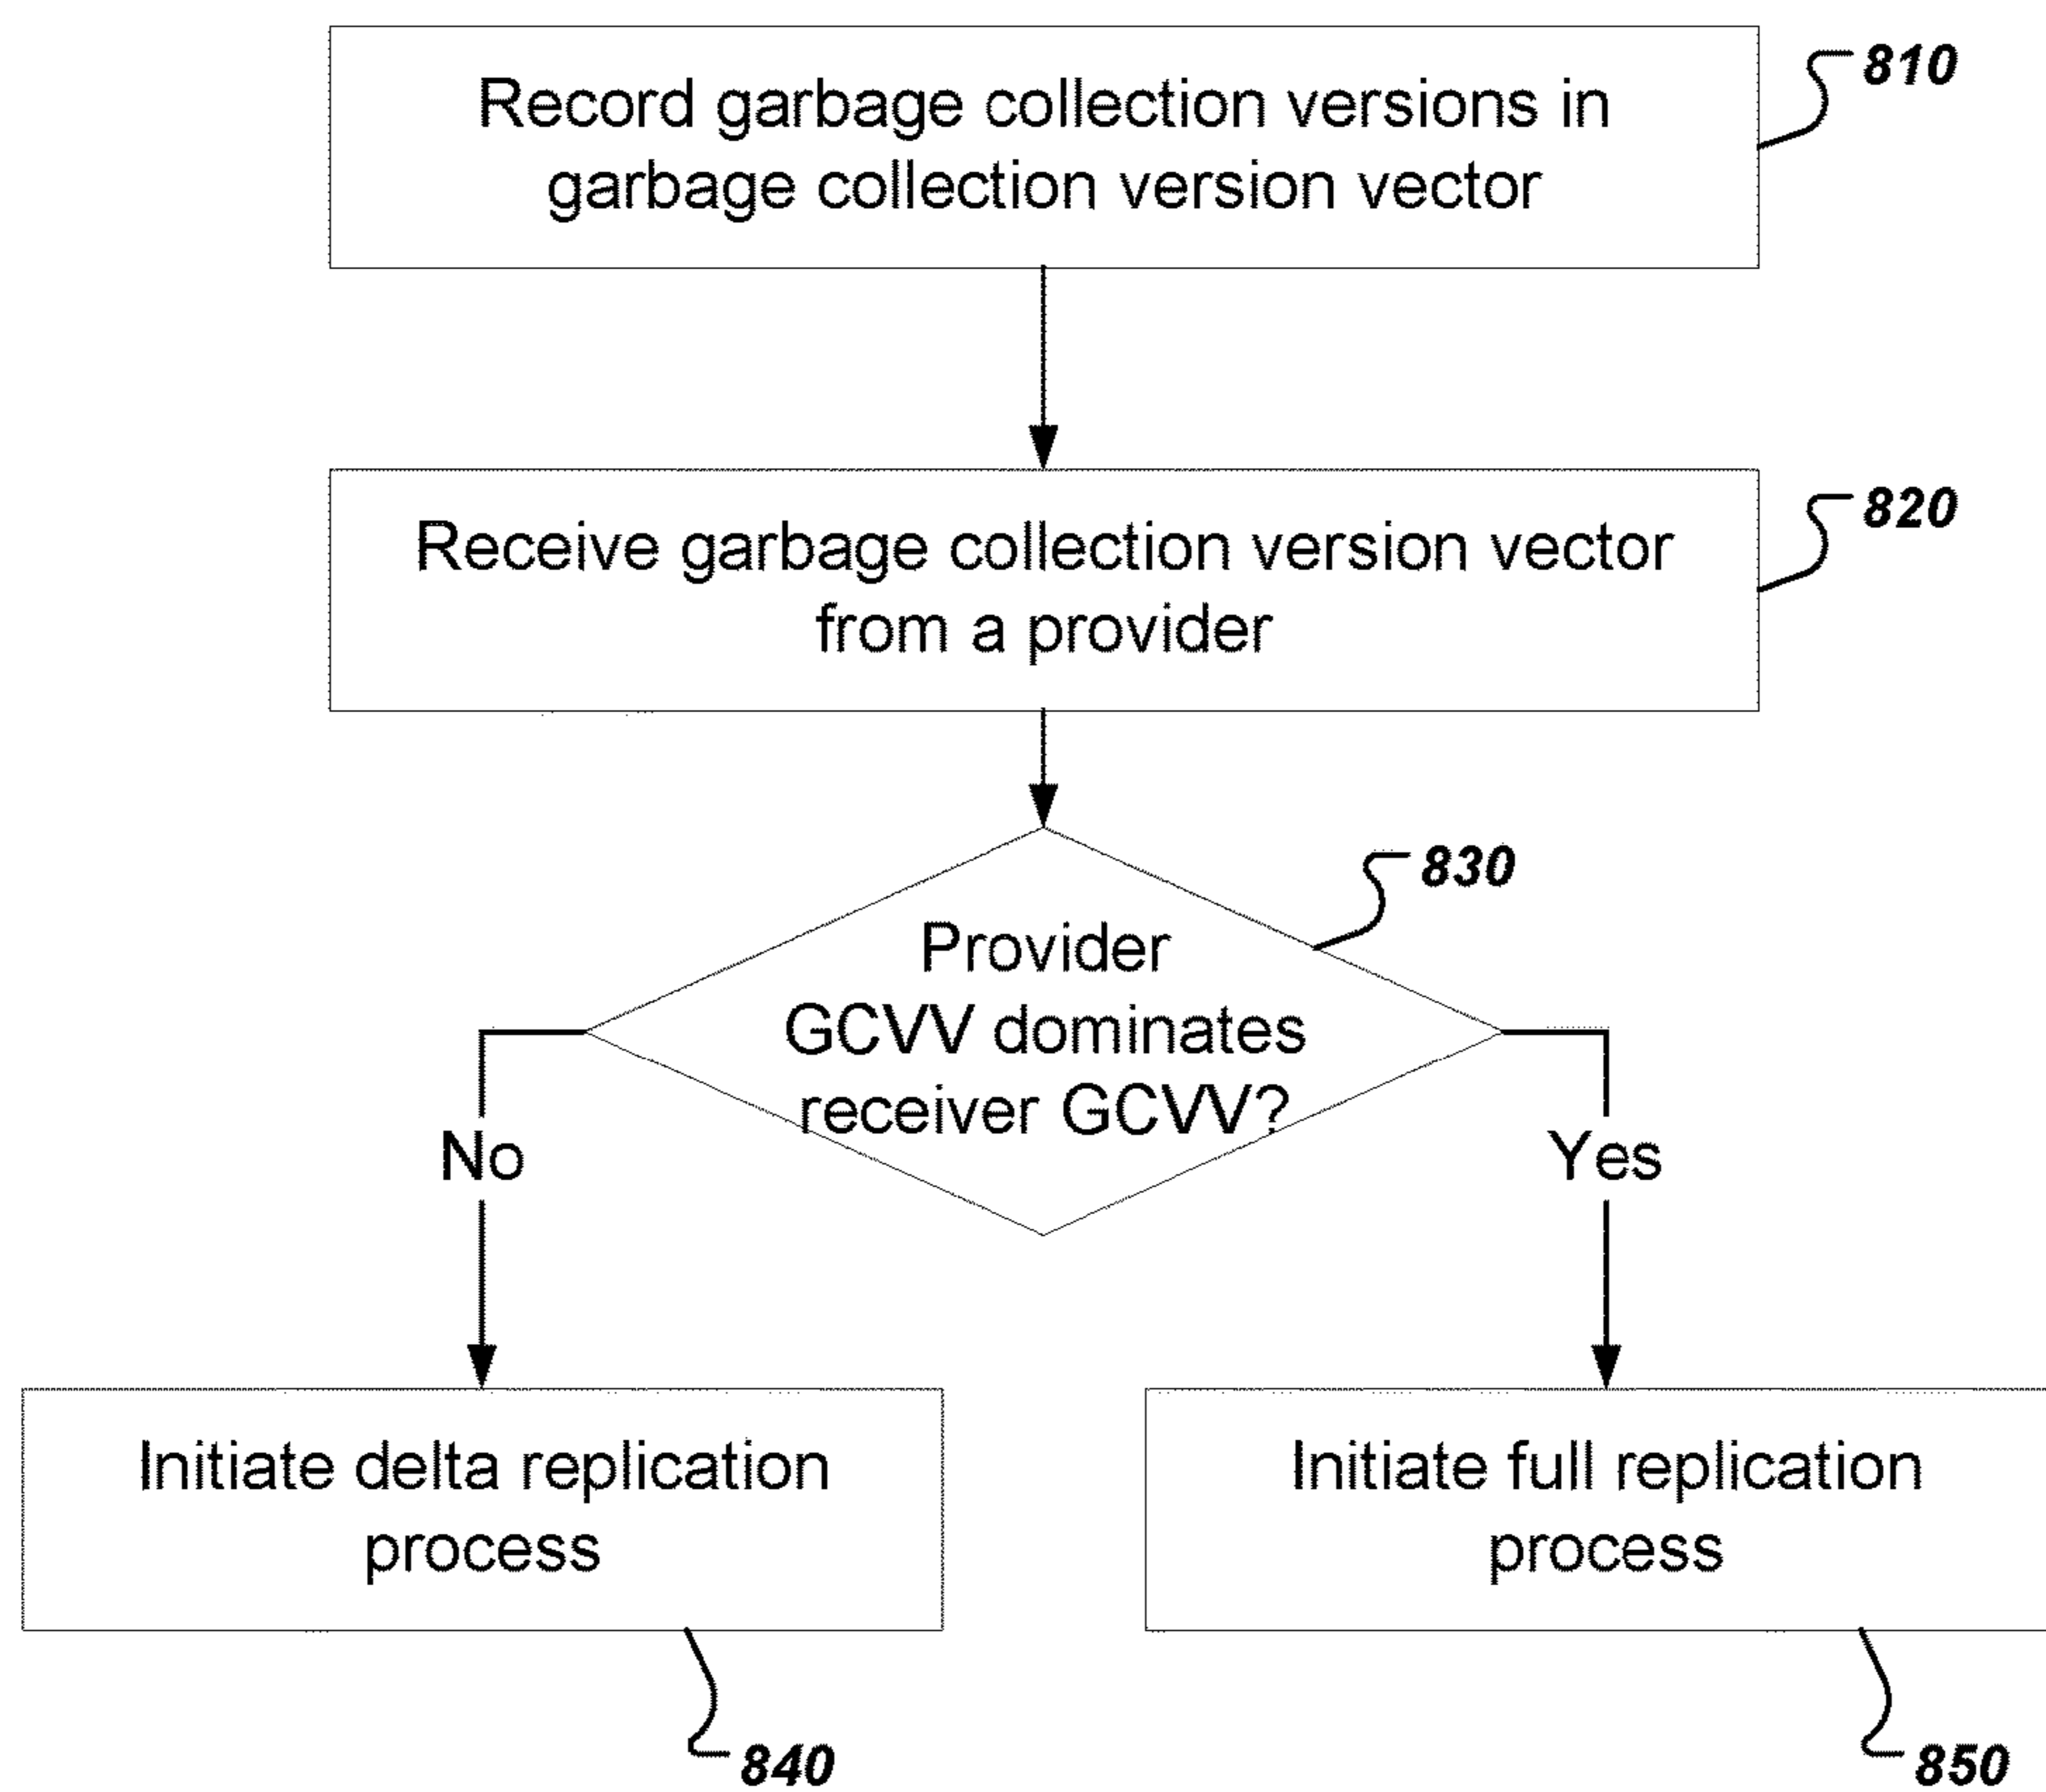 Record garbage collection versions in
garbage collection version vector
810
Receive garbage collection version vector
from a provider
820
830
Provider
GCVV dominates
receiver GCVV?
No
Yes
Initiate delta replication
process
840
Initiate full replication
process
850